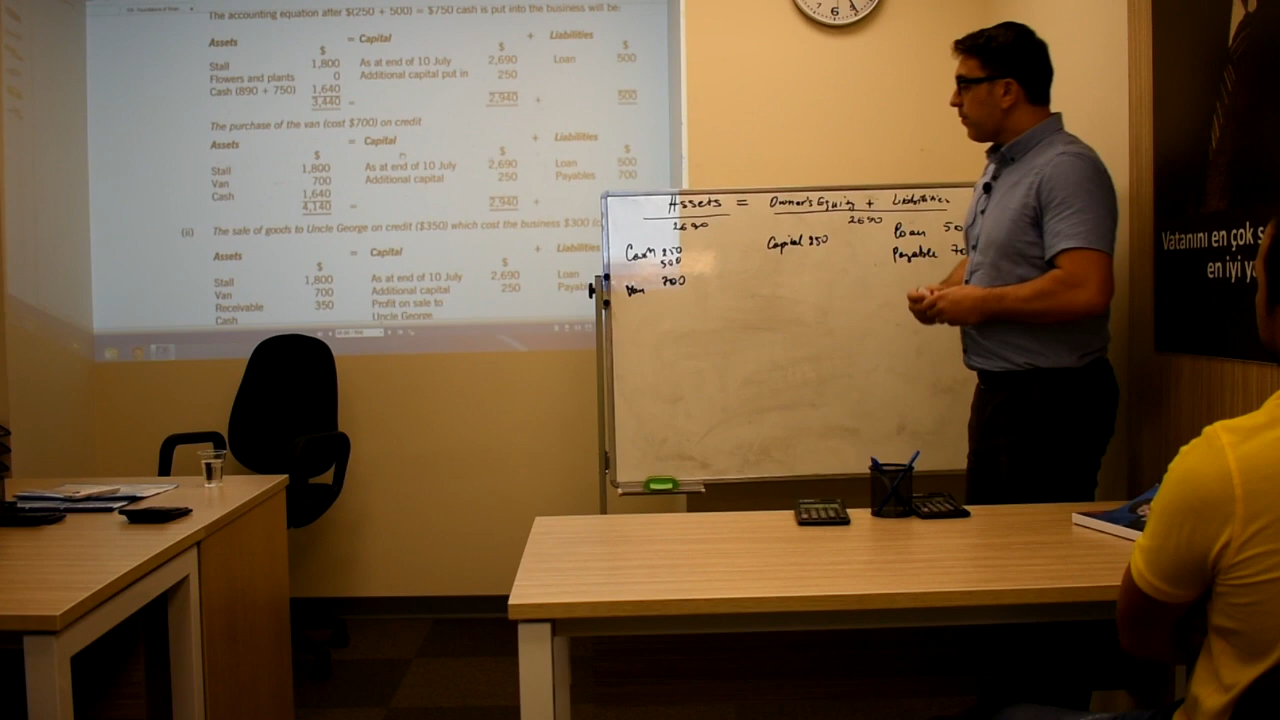 The accounting equation after $(250 + 500) = $750 cash is put into the business will be:
Assets = Capital + Liabilities
$ $ $
Stall 1,800 As at end of 10 July 2,690 Loan 500
Flowers and plants 0 Additional capital put in 250
Cash (890 + 750) 1,640
3,440 = 2,940 + 500
The purchase of the van (cost $700) on credit
Assets = Capital + Liabilities
$ $ $
Stall 1,800 As at end of 10 July 2,690 Loan 500
Van 700 Additional capital 250 Payables 700
Cash 1,640
4,140 = 2,940 +
(ii) The sale of goods to Uncle George on credit ($350) which cost the business $300
Assets = Capital + Liabilities
$ $
Stall 1,800 As at end of 10 July 2,690 Loan
Van 700 Additional capital 250
Receivable 350 Profit on sale to
Cash Uncle George
Assets = Owner's Equity + Liabilities
2690 2690
Cash 250 Capital 250 Loan 50
500 Payable 70
Van 700
Vatanını en çok s
en iyi ya
7 6 5